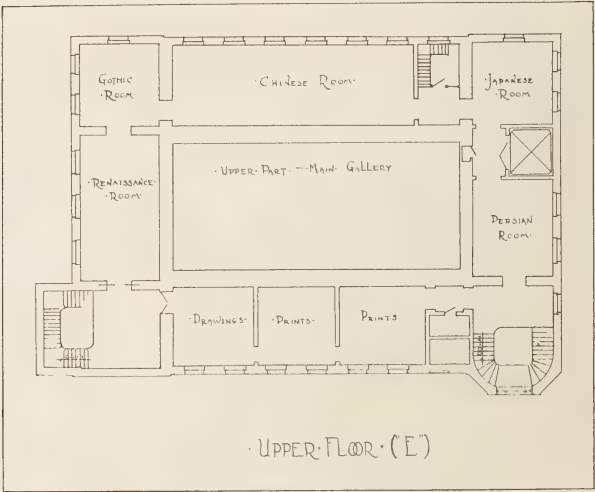 GOTHIC
·ROOM·
·CHINESE ROOM·
·JAPANESE
·ROOM·
·RENAISSANCE·
·ROOM·
·UPPER·PART·—·MAIN·GALLERY
PERSIAN
ROOM·
·DRAWINGS·
·PRINTS·
PRINTS
·UPPER·FLOOR·("E")